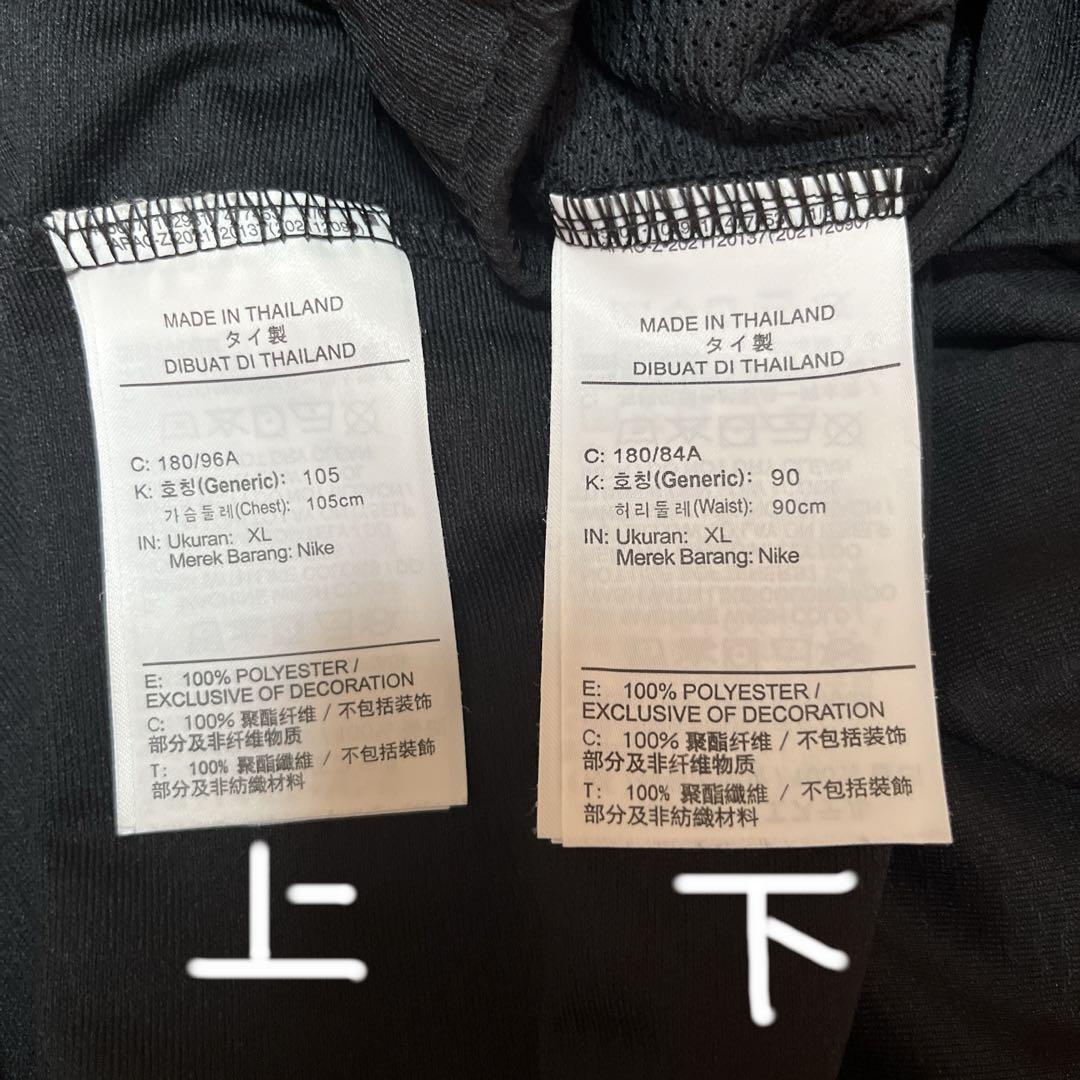 MADE IN THAILAND
タイ製
DIBUAT DI THAILAND
C: 180/96A
K: 호칭(Generic): 105
가슴둘레(Chest): 105cm
IN: Ukuran: XL
Merek Barang: Nike
E: 100% POLYESTER /
EXCLUSIVE OF DECORATION
C: 100% 聚酯纤维 / 不包括装饰
部分及非纤维物质
T: 100% 聚酯纖維 / 不包括裝飾
部分及非紡織材料
上
APAC-Z-2021120137(202112090)
MADE IN THAILAND
タイ製
DIBUAT DI THAILAND
C: 180/84A
K: 호칭(Generic): 90
허리둘레(Waist): 90cm
IN: Ukuran: XL
Merek Barang: Nike
E: 100% POLYESTER /
EXCLUSIVE OF DECORATION
C: 100% 聚酯纤维 / 不包括装饰
部分及非纤维物质
T: 100% 聚酯纖維 / 不包括裝飾
部分及非紡織材料
下